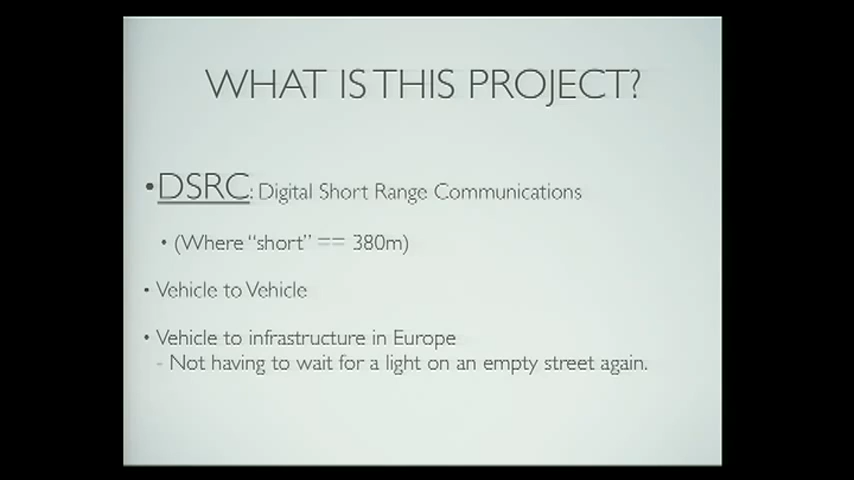 WHAT IS THIS PROJECT?
•DSRC: Digital Short Range Communications
• (Where “short” == 380m)
• Vehicle to Vehicle
• Vehicle to infrastructure in Europe
- Not having to wait for a light on an empty street again.